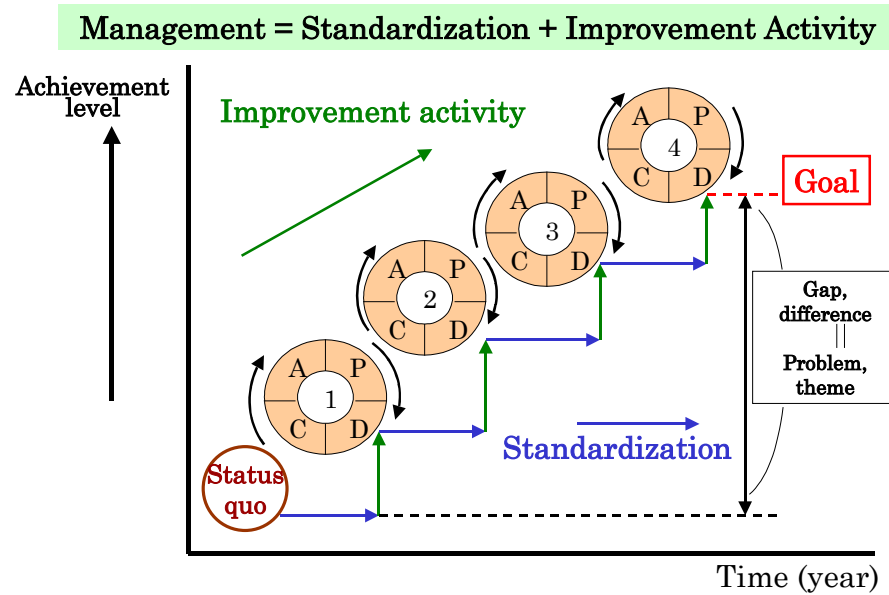 Management = Standardization + Improvement Activity
Achievement
level
Improvement activity
A P
4
C D
Goal
A P
3
C D
A P
2
C D
Gap,
difference
||
Problem,
theme
A P
1
C D
Standardization
Status
quo
Time (year)